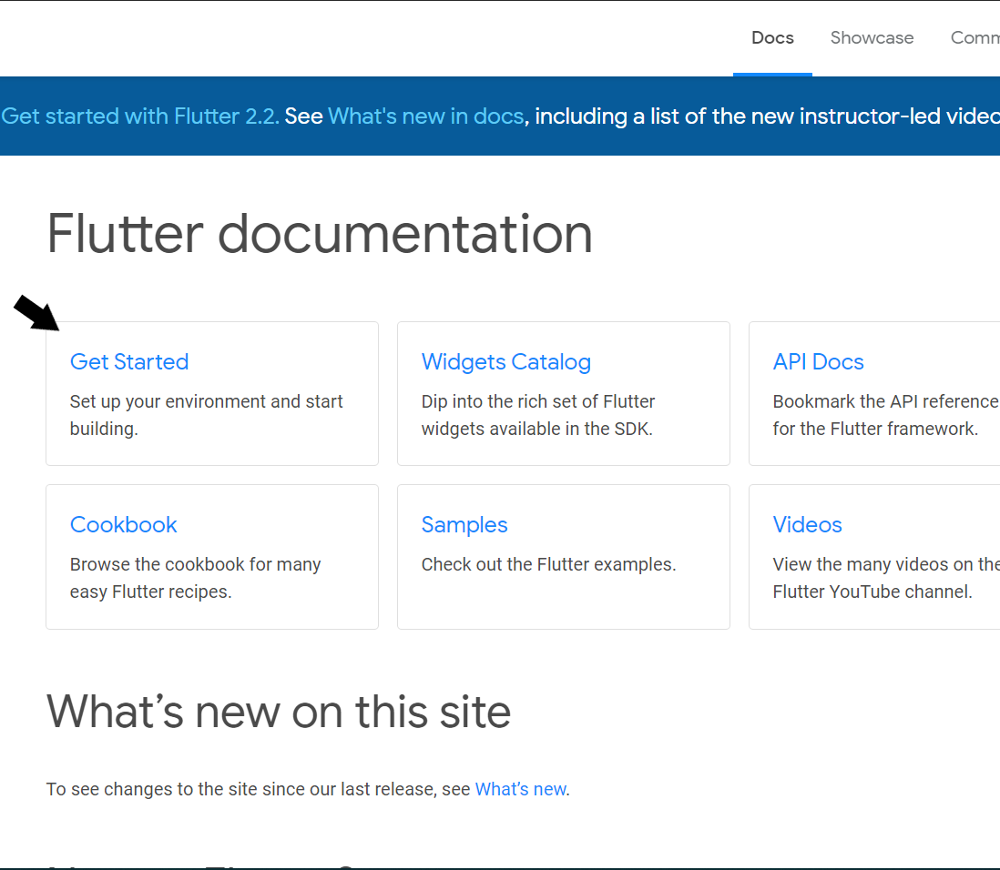 Docs Showcase
Get started with Flutter 2.2. See What's new in docs, including a list of the new instructor-led video
Flutter documentation
Get Started
Set up your environment and start
building.
Widgets Catalog
Dip into the rich set of Flutter
widgets available in the SDK.
API Docs
Bookmark the API reference
for the Flutter framework.
Cookbook
Browse the cookbook for many
easy Flutter recipes.
Samples
Check out the Flutter examples.
Videos
View the many videos on the
Flutter YouTube channel.
What’s new on this site
To see changes to the site since our last release, see What’s new.